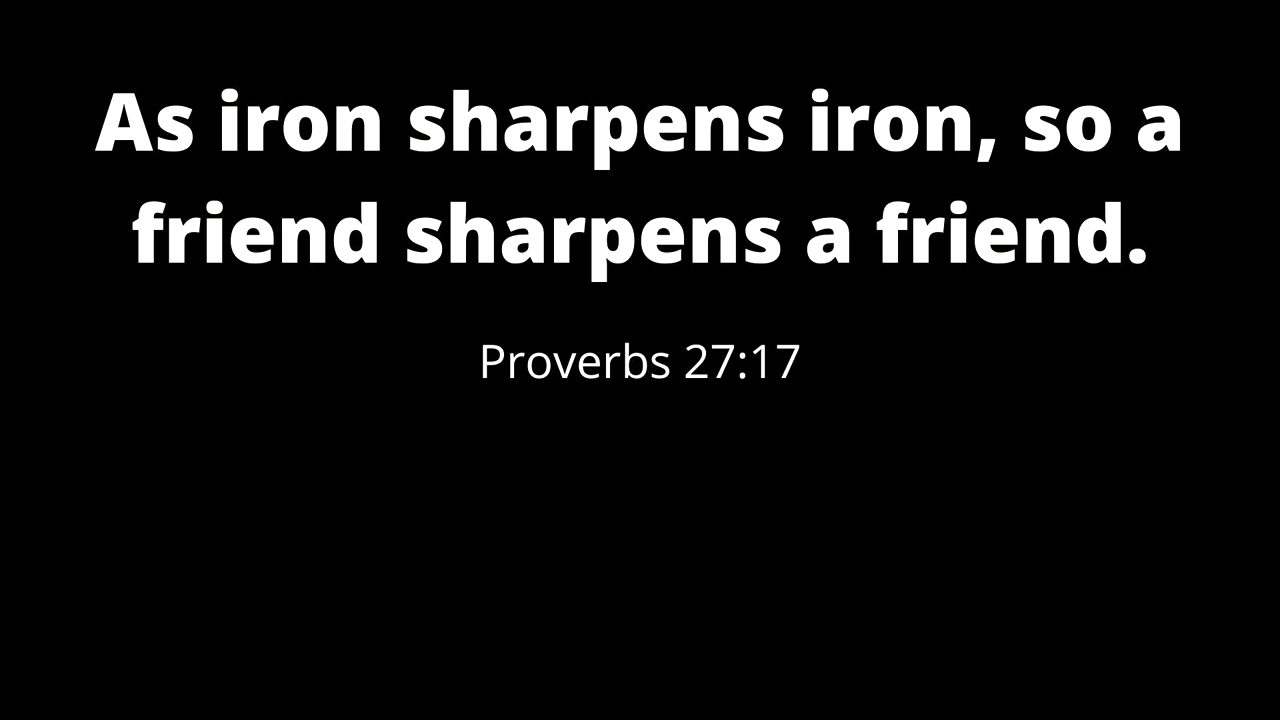 As iron sharpens iron, so a
friend sharpens a friend.
Proverbs 27:17